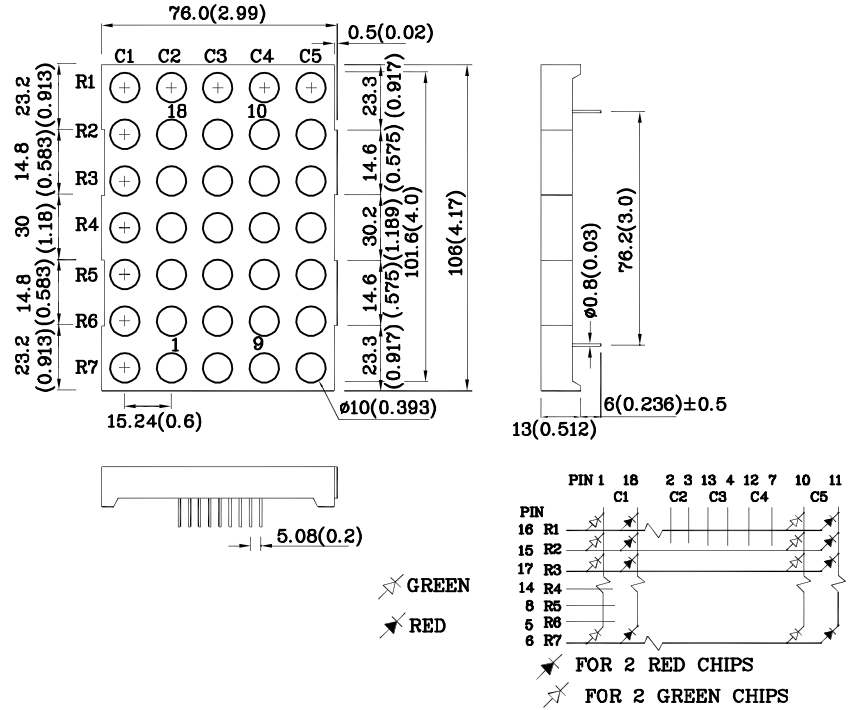 76.0(2.99)
0.5(0.02)
C1 C2 C3 C4 C5
R1
18 10
R2
R3
R4
R5
R6
1 9
R7
23.2
(0.913)
14.8
(0.583)
30
(1.18)
14.8
(0.583)
23.2
(0.913)
23.3
(0.917)
14.6
(0.575)
30.2
(1.189)
14.6
(.575)
23.3
(0.917)
101.6(4.0)
106(4.17)
15.24(0.6)
ø10(0.393)
ø0.8(0.03)
76.2(3.0)
6(0.236)±0.5
13(0.512)
5.08(0.2)
GREEN
RED
PIN 1 18 2 3 13 4 12 7 10 11
C1 C2 C3 C4 C5
PIN
16 R1
15 R2
17 R3
14 R4
8 R5
5 R6
6 R7
FOR 2 RED CHIPS
FOR 2 GREEN CHIPS